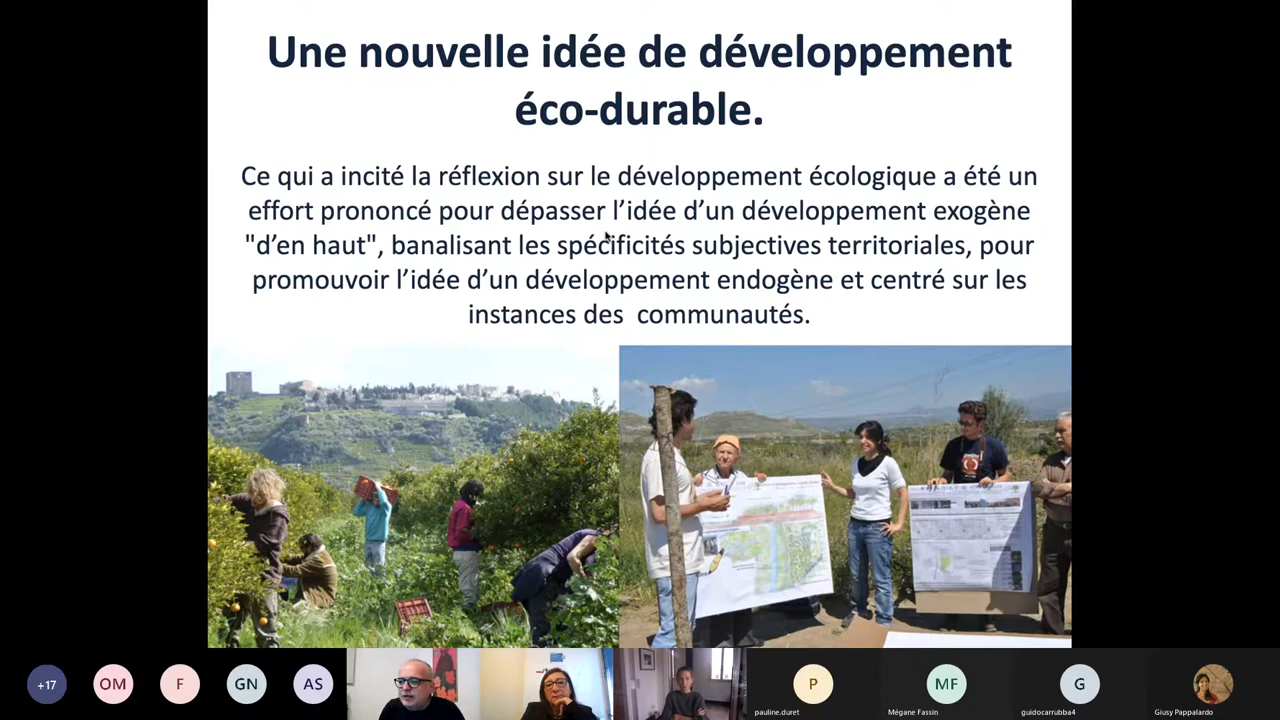 Une nouvelle idée de développement
éco-durable.
Ce qui a incité la réflexion sur le développement écologique a été un
effort prononcé pour dépasser l’idée d’un développement exogène
"d’en haut", banalisant les spécificités subjectives territoriales, pour
promouvoir l’idée d’un développement endogène et centré sur les
instances des  communautés.
+17
OM
F
GN
AS
P
MF
G
pauline.duret
Mégane Fassin
guidocarrubba4
Giusy Pappalardo